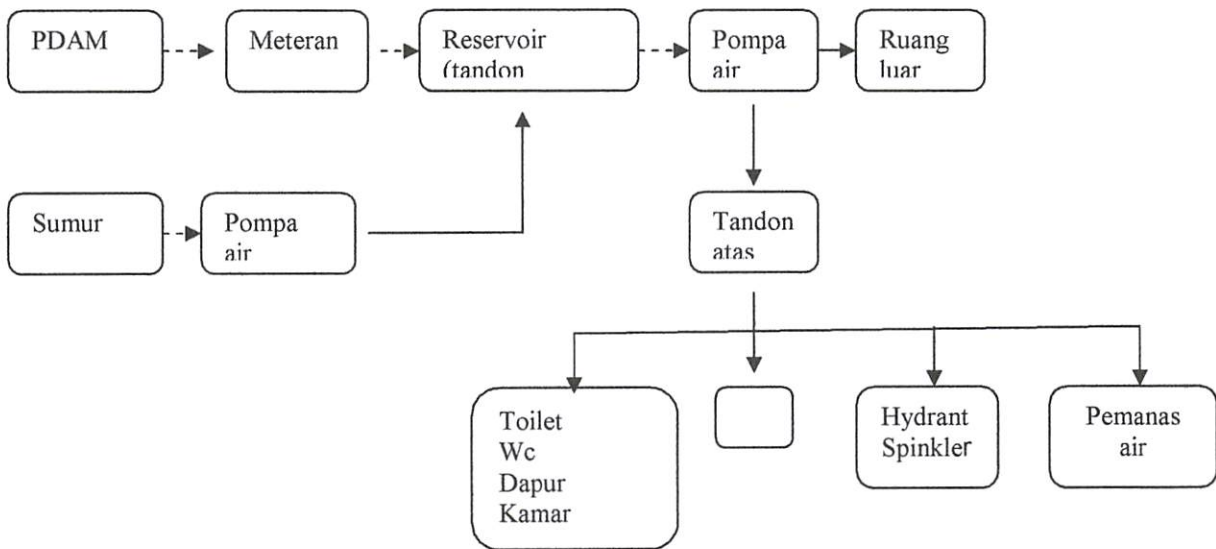 PDAM
Meteran
Reservoir
(tandon
Pompa
air
Ruang
luar
Sumur
Pompa
air
Tandon
atas
Toilet
Wc
Dapur
Kamar
Hydrant
Spinkler
Pemanas
air